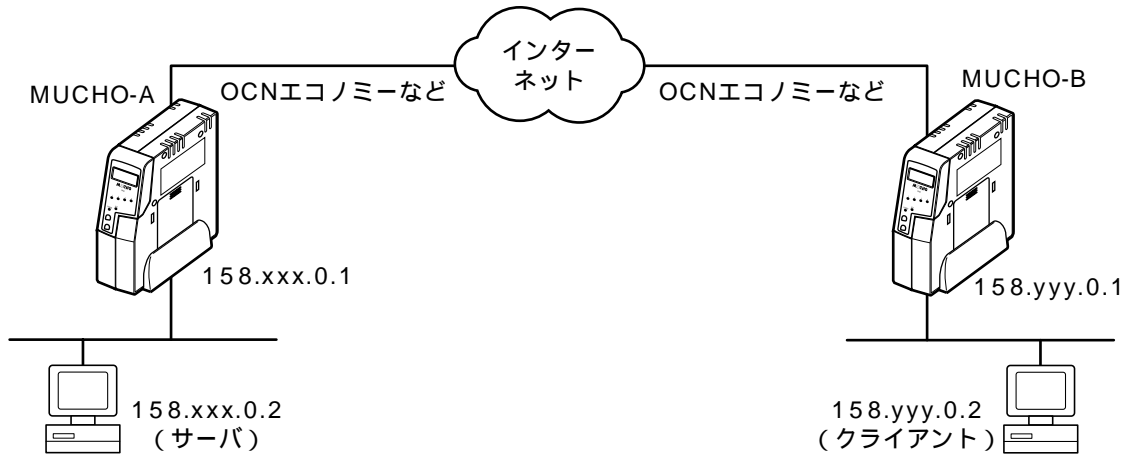 インター
ネット
MUCHO-A
OCNエコノミーなど
OCNエコノミーなど
MUCHO-B
158.xxx.0.1
158.yyy.0.1
158.xxx.0.2
（サーバ）
158.yyy.0.2
（クライアント）